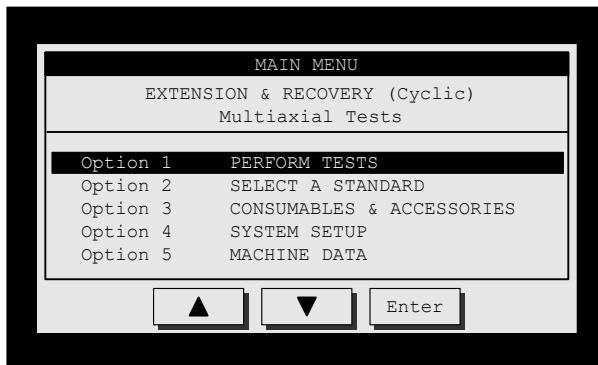 MAIN MENU
EXTENSION & RECOVERY (Cyclic)
Multiaxial Tests
Option 1 PERFORM TESTS
Option 2 SELECT A STANDARD
Option 3 CONSUMABLES & ACCESSORIES
Option 4 SYSTEM SETUP
Option 5 MACHINE DATA
▲ ▼ Enter